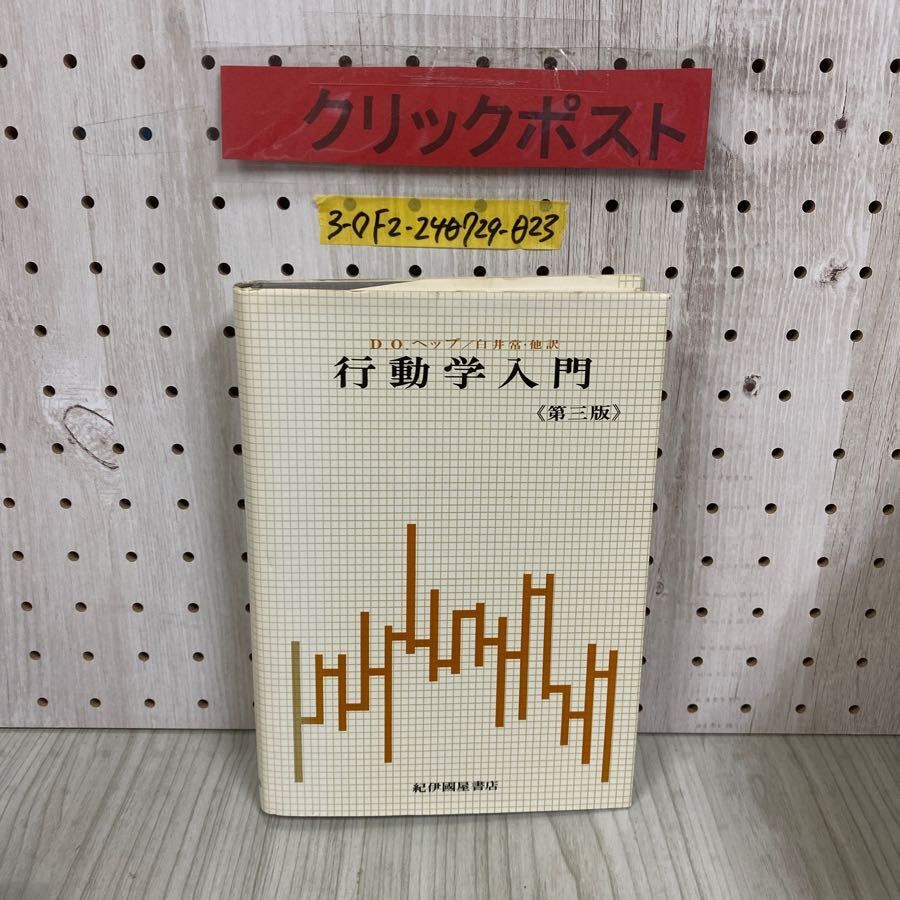 クリックポスト
3-OF2-240729-023
D.O.ヘッブ／白井常・他訳
行動学入門
《第三版》
紀伊國屋書店